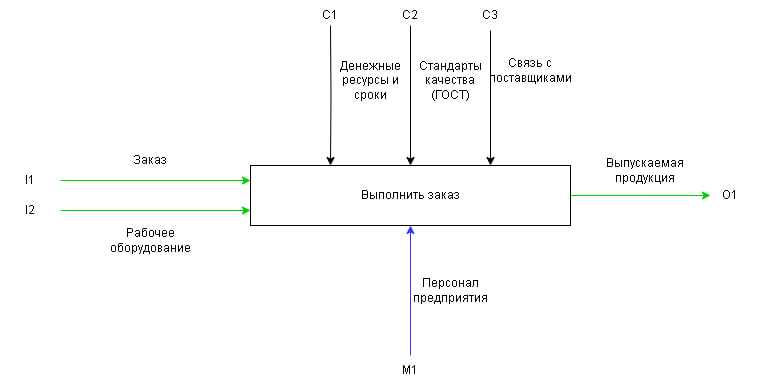 C1
C2
C3
Денежные
ресурсы и
сроки
Стандарты
качества
(ГОСТ)
Связь с
поставщиками
I1
Заказ
I2
Рабочее
оборудование
Выполнить заказ
Выпускаемая
продукция
O1
Персонал
предприятия
M1